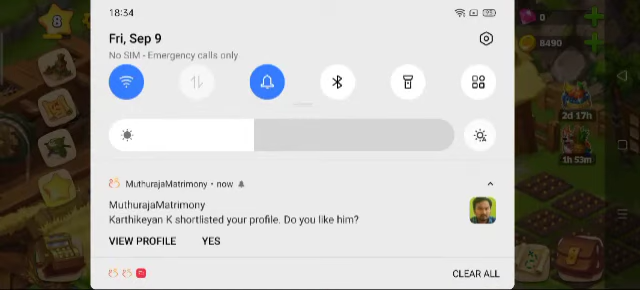 18:34
Fri, Sep 9
No SIM - Emergency calls only
MuthurajaMatrimony • now
MuthurajaMatrimony
Karthikeyan K shortlisted your profile. Do you like him?
VIEW PROFILE YES
CLEAR ALL
8
0
8490
2d 17h
1h 53m